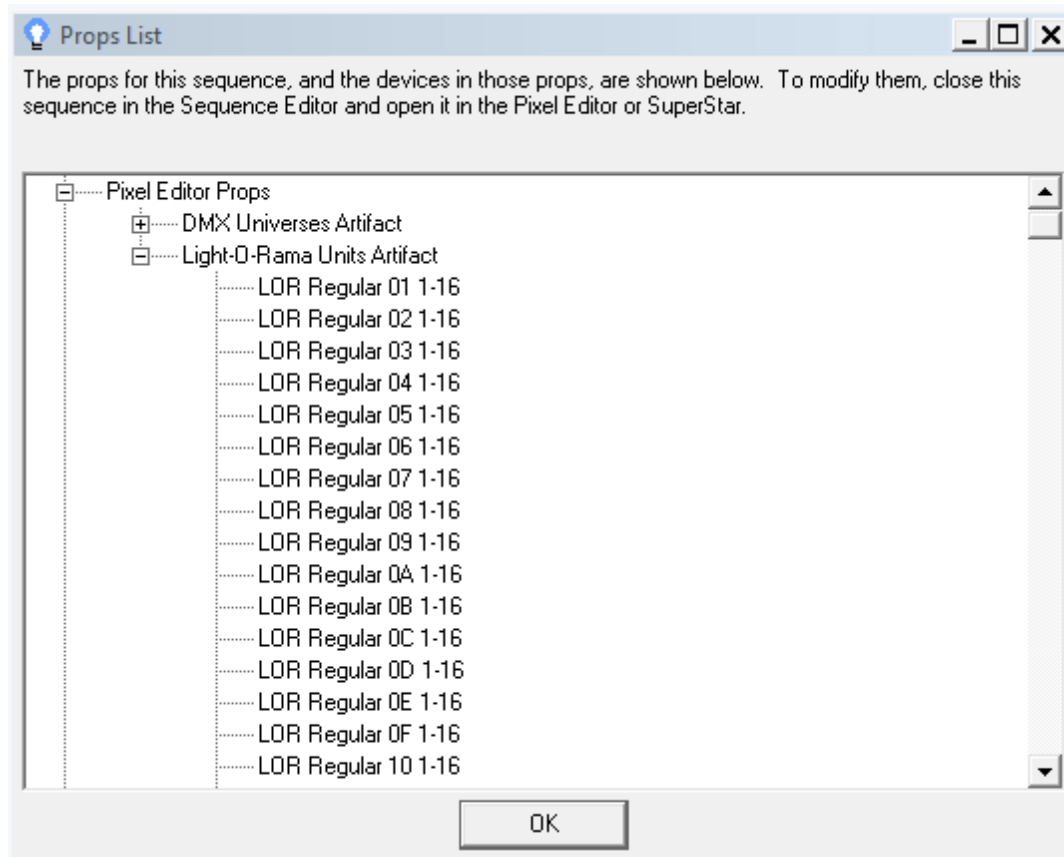 Props List
The props for this sequence, and the devices in those props, are shown below.  To modify them, close this
sequence in the Sequence Editor and open it in the Pixel Editor or SuperStar.
Pixel Editor Props
DMX Universes Artifact
Light-O-Rama Units Artifact
LOR Regular 01 1-16
LOR Regular 02 1-16
LOR Regular 03 1-16
LOR Regular 04 1-16
LOR Regular 05 1-16
LOR Regular 06 1-16
LOR Regular 07 1-16
LOR Regular 08 1-16
LOR Regular 09 1-16
LOR Regular 0A 1-16
LOR Regular 0B 1-16
LOR Regular 0C 1-16
LOR Regular 0D 1-16
LOR Regular 0E 1-16
LOR Regular 0F 1-16
LOR Regular 10 1-16
OK